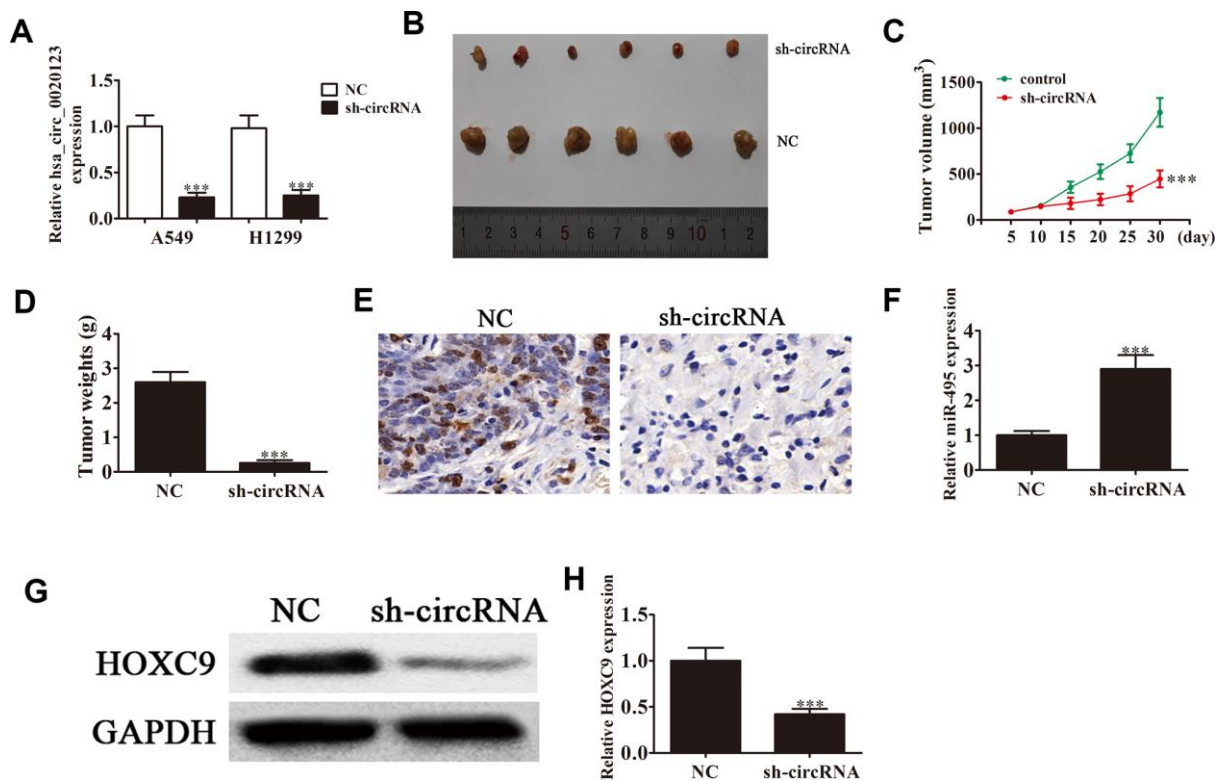 A
Relative hsa_circ_0020123
expression
1.5
1.0
0.5
0.0
NC
sh-circRNA
***
***
A549
H1299
B
sh-circRNA
NC
1 2 3 4 5 6 7 8 9 10 1 2
C
Tumor volume (mm³)
1500
1000
500
0
control
sh-circRNA
***
5 10 15 20 25 30 (day)
D
Tumor weights (g)
4
3
2
1
0
***
NC
sh-circRNA
E
NC
sh-circRNA
F
Relative miR-495 expression
4
3
2
1
0
***
NC
sh-circRNA
G
NC
sh-circRNA
HOXC9
GAPDH
H
Relative HOXC9 expression
1.5
1.0
0.5
0.0
***
NC
sh-circRNA